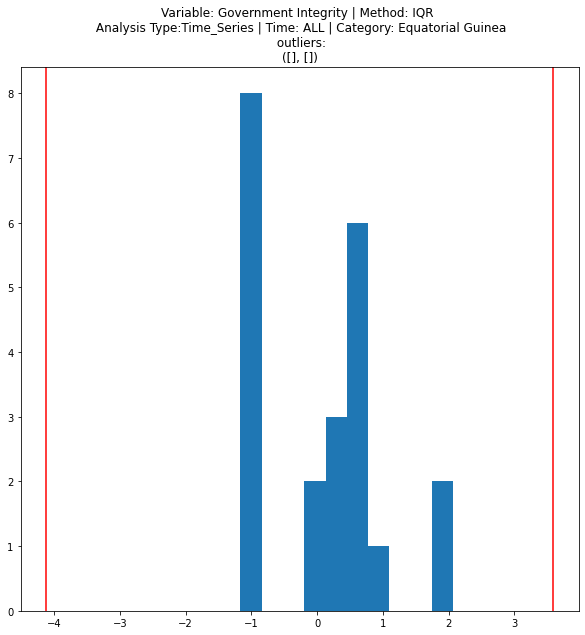 Variable: Government Integrity | Method: IQR
Analysis Type:Time_Series | Time: ALL | Category: Equatorial Guinea
outliers:
([], [])
8
7
6
5
4
3
2
1
0
−4 −3 −2 −1 0 1 2 3